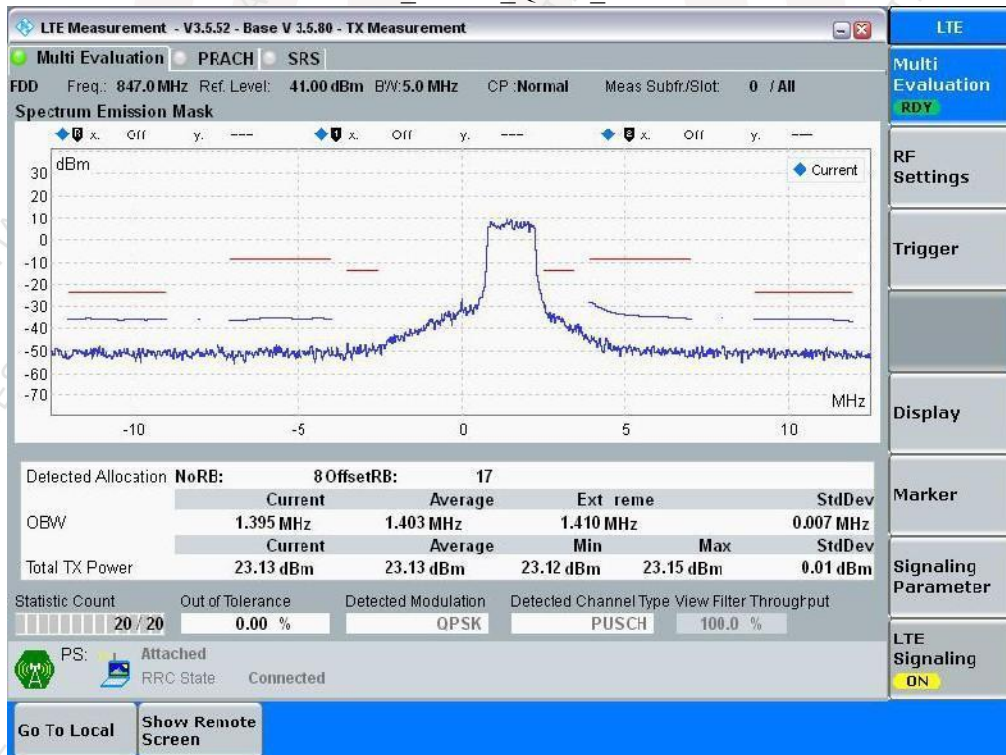 LTE Measurement - V3.5.52 - Base V 3.5.80 - TX Measurement
LTE
Multi Evaluation PRACH SRS
Multi Evaluation RDY
FDD Freq.: 847.0 MHz Ref. Level: 41.00 dBm BW: 5.0 MHz CP : Normal Meas Subfr./Slot: 0 / All
Spectrum Emission Mask
0 x. Off y. --- 1 x. Off y. --- 2 x. Off y. ---
dBm
Current
30
20
10
0
-10
-20
-30
-40
-50
-60
-70
MHz
-10 -5 0 5 10
RF Settings
Trigger
Display
Marker
Signaling Parameter
LTE Signaling ON
Detected Allocation NoRB: 8 OffsetRB: 17
Current Average Ext reme StdDev
OBW 1.395 MHz 1.403 MHz 1.410 MHz 0.007 MHz
Current Average Min Max StdDev
Total TX Power 23.13 dBm 23.13 dBm 23.12 dBm 23.15 dBm 0.01 dBm
Statistic Count Out of Tolerance Detected Modulation Detected Channel Type View Filter Throughput
20 / 20 0.00 % QPSK PUSCH 100.0 %
PS: Attached
RRC State Connected
Go To Local
Show Remote Screen